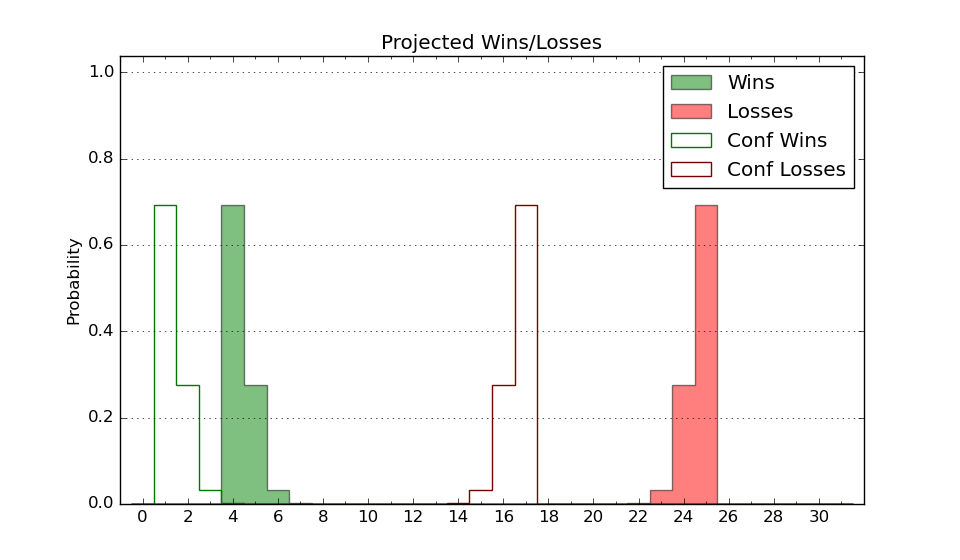 Projected Wins/Losses
1.0
0.8
0.6
0.4
0.2
0.0
Probability
Wins
Losses
Conf Wins
Conf Losses
0 2 4 6 8 10 12 14 16 18 20 22 24 26 28 30